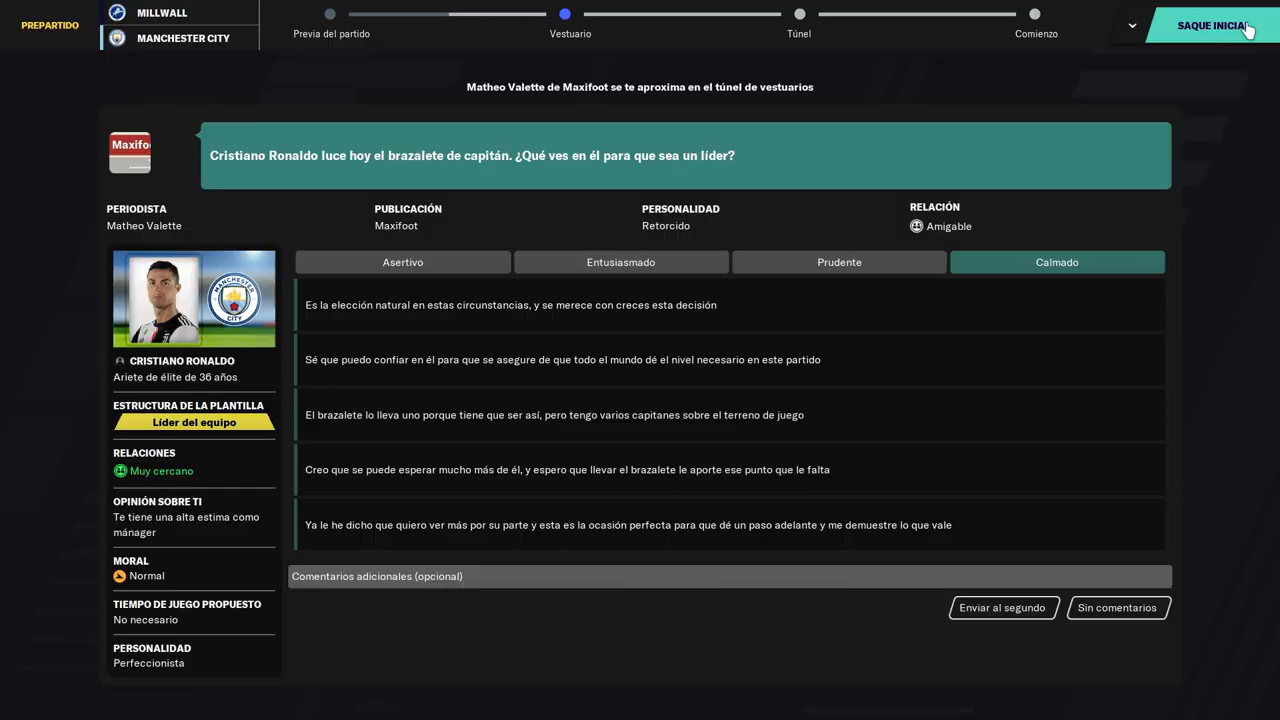 PREPARTIDO
MILLWALL
MANCHESTER CITY
Previa del partido
Vestuario
Túnel
Comienzo
SAQUE INICIAL
Matheo Valette de Maxifoot se te aproxima en el túnel de vestuarios
Maxifo
Cristiano Ronaldo luce hoy el brazalete de capitán. ¿Qué ves en él para que sea un líder?
PERIODISTA
Matheo Valette
PUBLICACIÓN
Maxifoot
PERSONALIDAD
Retorcido
RELACIÓN
Amigable
Asertivo
Entusiasmado
Prudente
Calmado
Es la elección natural en estas circunstancias, y se merece con creces esta decisión
Sé que puedo confiar en él para que se asegure de que todo el mundo dé el nivel necesario en este partido
El brazalete lo lleva uno porque tiene que ser así, pero tengo varios capitanes sobre el terreno de juego
Creo que se puede esperar mucho más de él, y espero que llevar el brazalete le aporte ese punto que le falta
Ya le he dicho que quiero ver más por su parte y esta es la ocasión perfecta para que dé un paso adelante y me demuestre lo que vale
CRISTIANO RONALDO
Ariete de élite de 36 años
ESTRUCTURA DE LA PLANTILLA
Líder del equipo
RELACIONES
Muy cercano
OPINIÓN SOBRE TI
Te tiene una alta estima como
mánager
MORAL
Normal
TIEMPO DE JUEGO PROPUESTO
No necesario
PERSONALIDAD
Perfeccionista
Comentarios adicionales (opcional)
Enviar al segundo
Sin comentarios